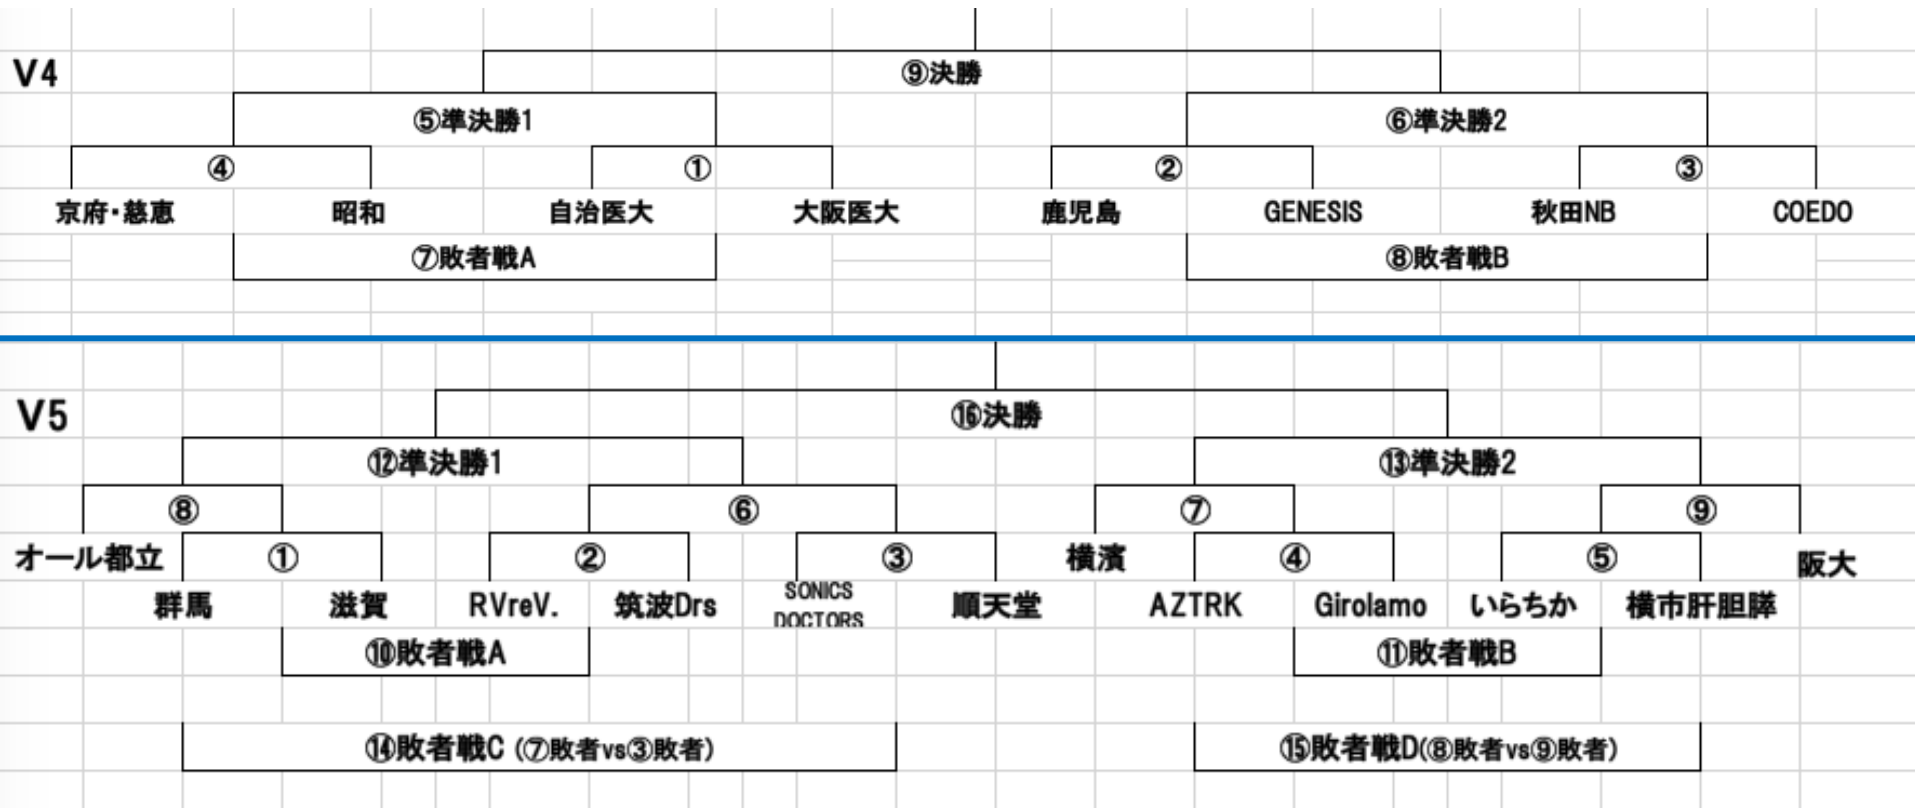 ⑨決勝
V4
⑤準決勝1 ⑥準決勝2
④ ① ② ③
京府・慈恵 昭和 自治医大 大阪医大 鹿児島 GENESIS 秋田NB COEDO
⑦敗者戦A ⑧敗者戦B
V5
⑯決勝
⑫準決勝1 ⑬準決勝2
⑧ ⑥ ⑦ ⑨
オール都立 ① ② ③ 横濱 ④ ⑤ 阪大
群馬 滋賀 RVreV. 筑波Drs SONICS DOCTORS 順天堂 AZTRK Girolamo いらちか 横市肝胆膵
⑩敗者戦A ⑪敗者戦B
⑭敗者戦C (⑦敗者vs③敗者) ⑮敗者戦D(⑧敗者vs⑨敗者)